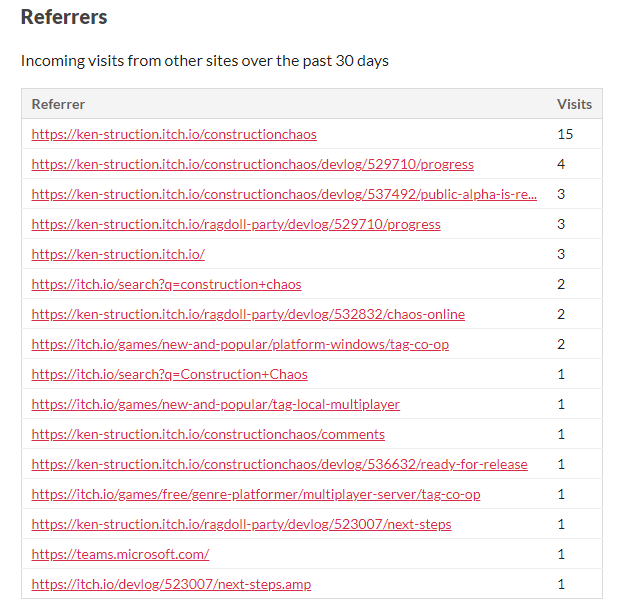 Referrers
Incoming visits from other sites over the past 30 days
Referrer Visits
https://ken-struction.itch.io/constructionchaos 15
https://ken-struction.itch.io/constructionchaos/devlog/529710/progress 4
https://ken-struction.itch.io/constructionchaos/devlog/537492/public-alpha-is-re... 3
https://ken-struction.itch.io/ragdoll-party/devlog/529710/progress 3
https://ken-struction.itch.io/ 3
https://itch.io/search?q=construction+chaos 2
https://ken-struction.itch.io/ragdoll-party/devlog/532832/chaos-online 2
https://itch.io/games/new-and-popular/platform-windows/tag-co-op 2
https://itch.io/search?q=Construction+Chaos 1
https://itch.io/games/new-and-popular/tag-local-multiplayer 1
https://ken-struction.itch.io/constructionchaos/comments 1
https://ken-struction.itch.io/constructionchaos/devlog/536632/ready-for-release 1
https://itch.io/games/free/genre-platformer/multiplayer-server/tag-co-op 1
https://ken-struction.itch.io/ragdoll-party/devlog/523007/next-steps 1
https://teams.microsoft.com/ 1
https://itch.io/devlog/523007/next-steps.amp 1